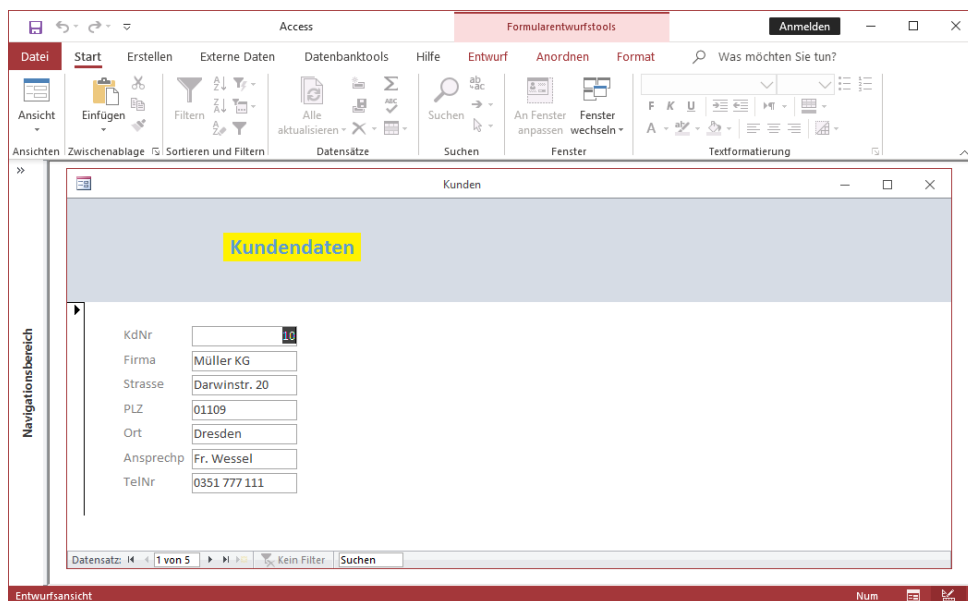 Access
Formularentwurfstools
Anmelden
Datei Start Erstellen Externe Daten Datenbanktools Hilfe Entwurf Anordnen Format Was möchten Sie tun?
Ansicht
Einfügen
Filtern
Alle
aktualisieren
Suchen
An Fenster
anpassen
Fenster
wechseln
F K U
A
Ansichten Zwischenablage Sortieren und Filtern Datensätze Suchen Fenster Textformatierung
Kunden
Navigationsbereich
Kundendaten
KdNr 10
Firma Müller KG
Strasse Darwinstr. 20
PLZ 01109
Ort Dresden
Ansprechp Fr. Wessel
TelNr 0351 777 111
Datensatz: 1 von 5 Kein Filter Suchen
Entwurfsansicht Num